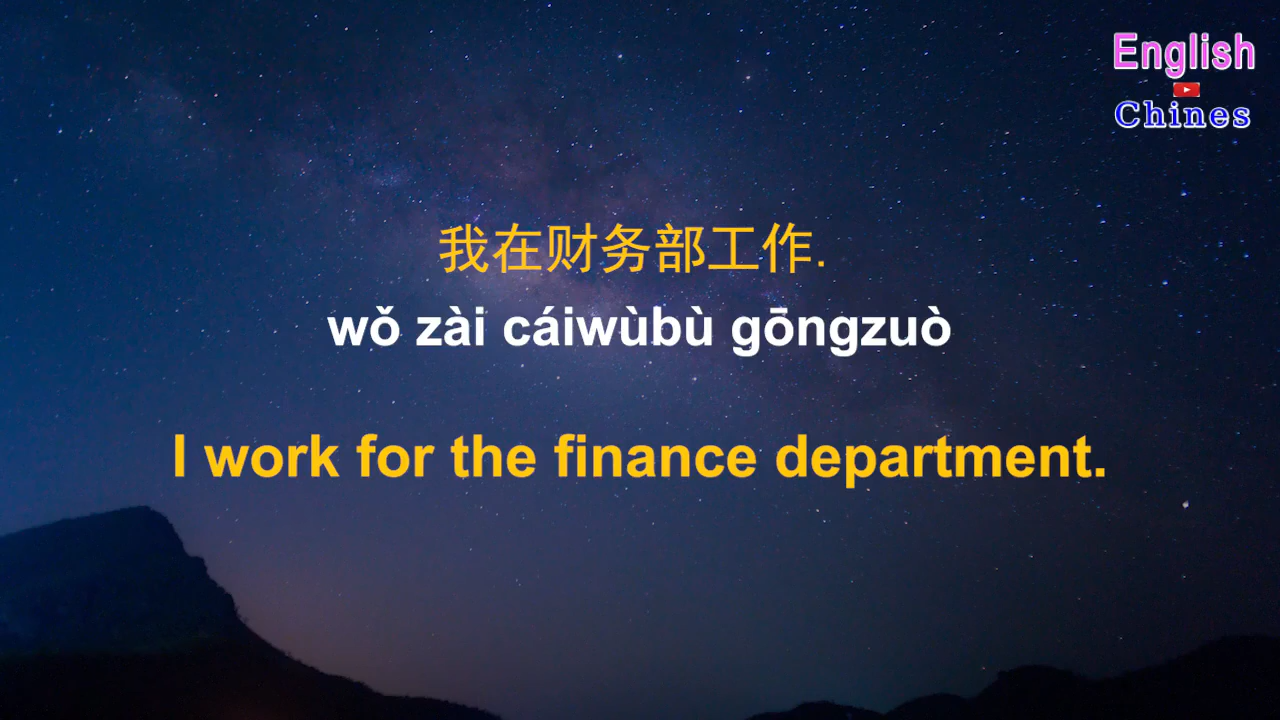 English
Chines
我在财务部工作.
wǒ zài cáiwùbù gōngzuò
I work for the finance department.